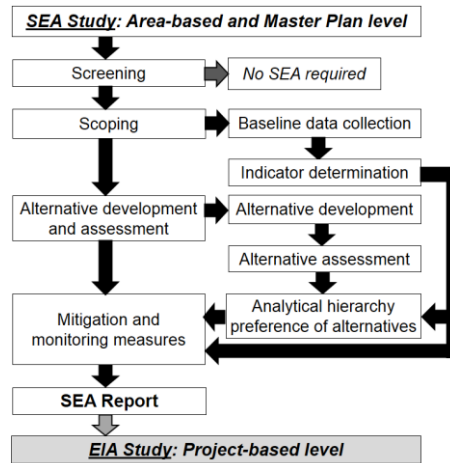 SEA Study: Area-based and Master Plan level
Screening
No SEA required
Scoping
Baseline data collection
Indicator determination
Alternative development
and assessment
Alternative development
Alternative assessment
Mitigation and
monitoring measures
Analytical hierarchy
preference of alternatives
SEA Report
EIA Study: Project-based level